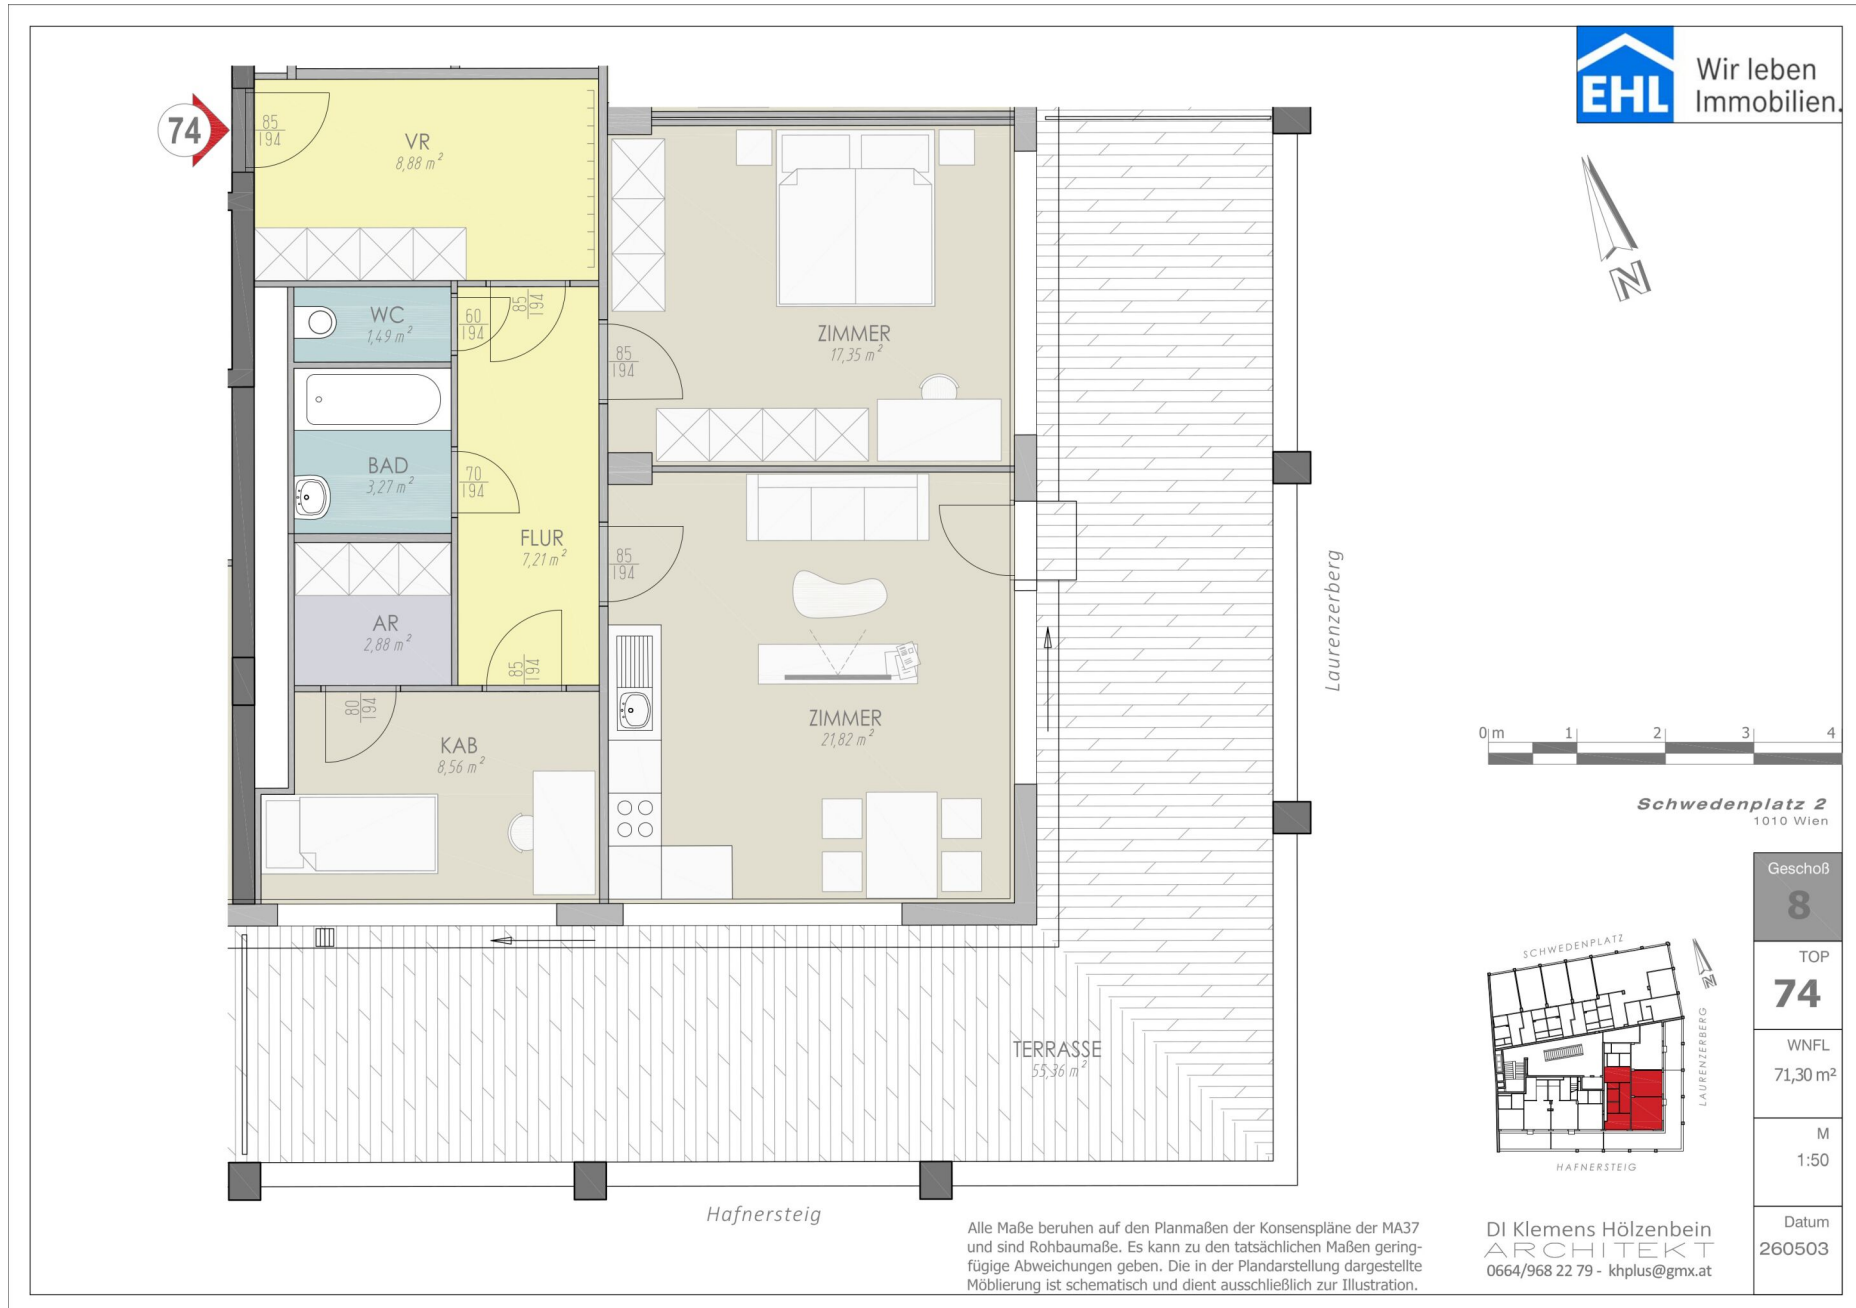 EHL
Wir leben
Immobilien.
74
85
194
VR
8,88 m²
WC
1,49 m²
60
194
85
194
ZIMMER
17,35 m²
85
194
BAD
3,27 m²
70
194
FLUR
7,21 m²
85
194
AR
2,88 m²
85
194
80
194
KAB
8,56 m²
ZIMMER
21,82 m²
TERRASSE
55,36 m²
Laurenzerberg
Hafnersteig
N
0 m 1 2 3 4
Schwedenplatz 2
1010 Wien
Geschoß
8
TOP
74
WNFL
71,30 m²
M
1:50
Datum
260503
SCHWEDENPLATZ
N
LAURENZERBERG
HAFNERSTEIG
DI Klemens Hölzenbein
ARCHITEKT
0664/968 22 79 - khplus@gmx.at
Alle Maße beruhen auf den Planmaßen der Konsenspläne der MA37
und sind Rohbaumaße. Es kann zu den tatsächlichen Maßen gering-
fügige Abweichungen geben. Die in der Plandarstellung dargestellte
Möblierung ist schematisch und dient ausschließlich zur Illustration.